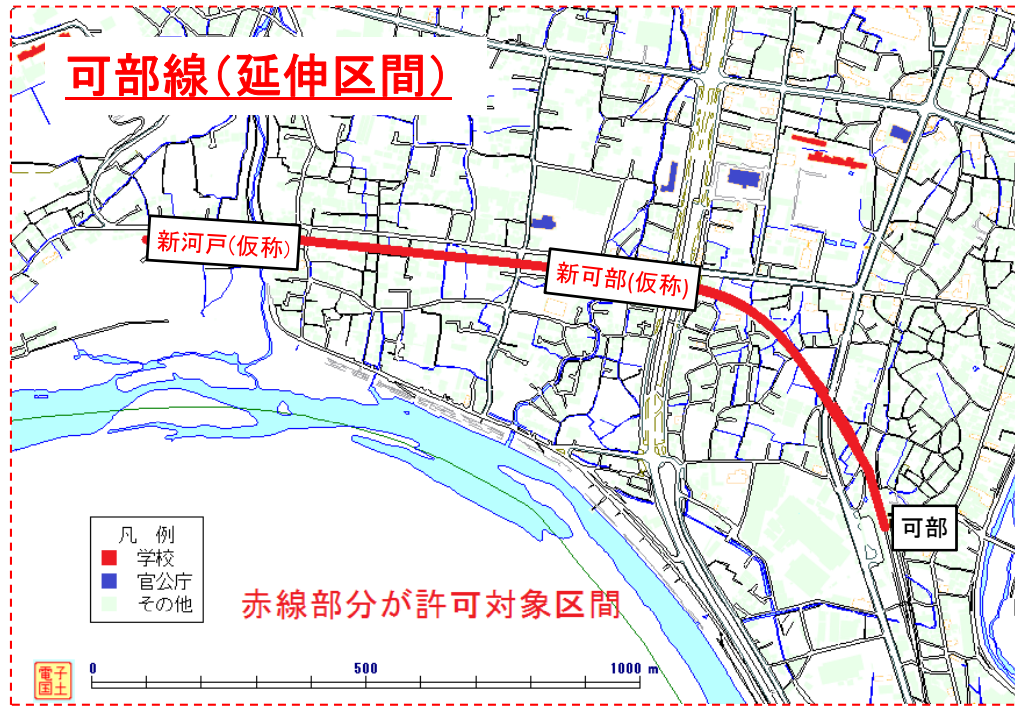 可部線(延伸区間)
新河戸(仮称)
新可部(仮称)
可部
凡 例
学校
官公庁
その他
赤線部分が許可対象区間
電子
国土
0 500 1000 m